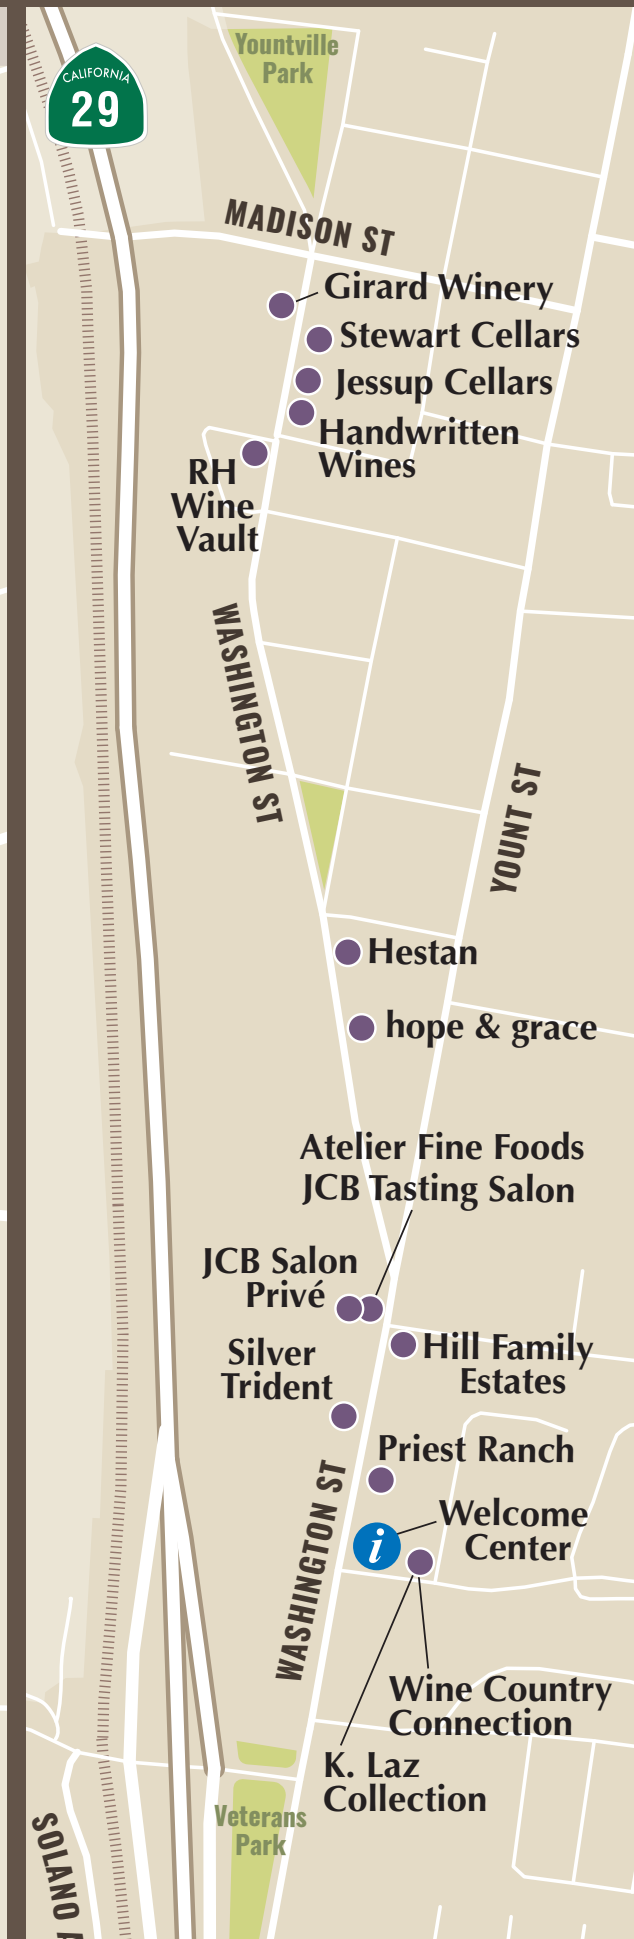 Yountville
Park
CALIFORNIA
29
MADISON ST
Girard Winery
Stewart Cellars
Jessup Cellars
Handwritten
Wines
RH
Wine
Vault
WASHINGTON ST
YOUNT ST
Hestan
hope & grace
Atelier Fine Foods
JCB Tasting Salon
JCB Salon
Privé
Hill Family
Estates
Silver
Trident
Priest Ranch
WASHINGTON ST
Welcome
Center
i
Wine Country
Connection
K. Laz
Collection
Veterans
Park
SOLANO